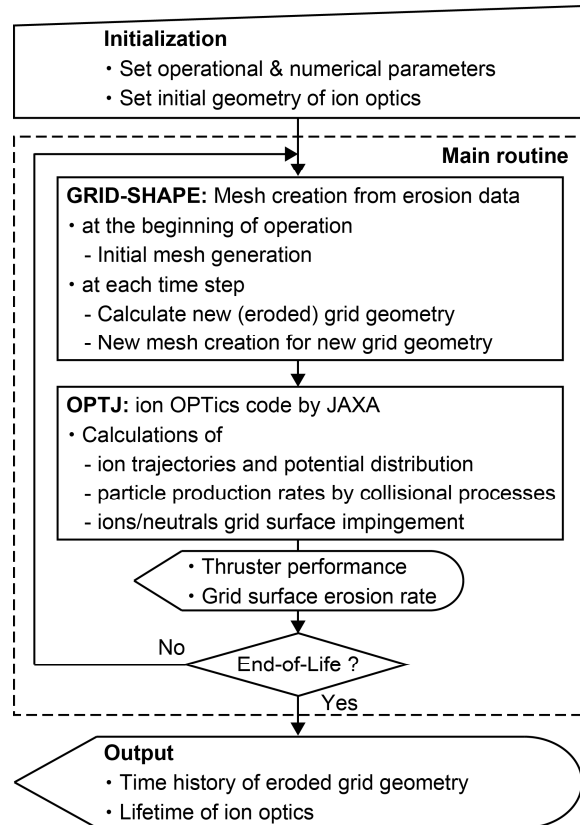 Initialization
・Set operational & numerical parameters
・Set initial geometry of ion optics
Main routine
GRID-SHAPE: Mesh creation from erosion data
・at the beginning of operation
- Initial mesh generation
・at each time step
- Calculate new (eroded) grid geometry
- New mesh creation for new grid geometry
OPTJ: ion OPTics code by JAXA
・Calculations of
- ion trajectories and potential distribution
- particle production rates by collisional processes
- ions/neutrals grid surface impingement
・Thruster performance
・Grid surface erosion rate
No
End-of-Life ?
Yes
Output
・Time history of eroded grid geometry
・Lifetime of ion optics